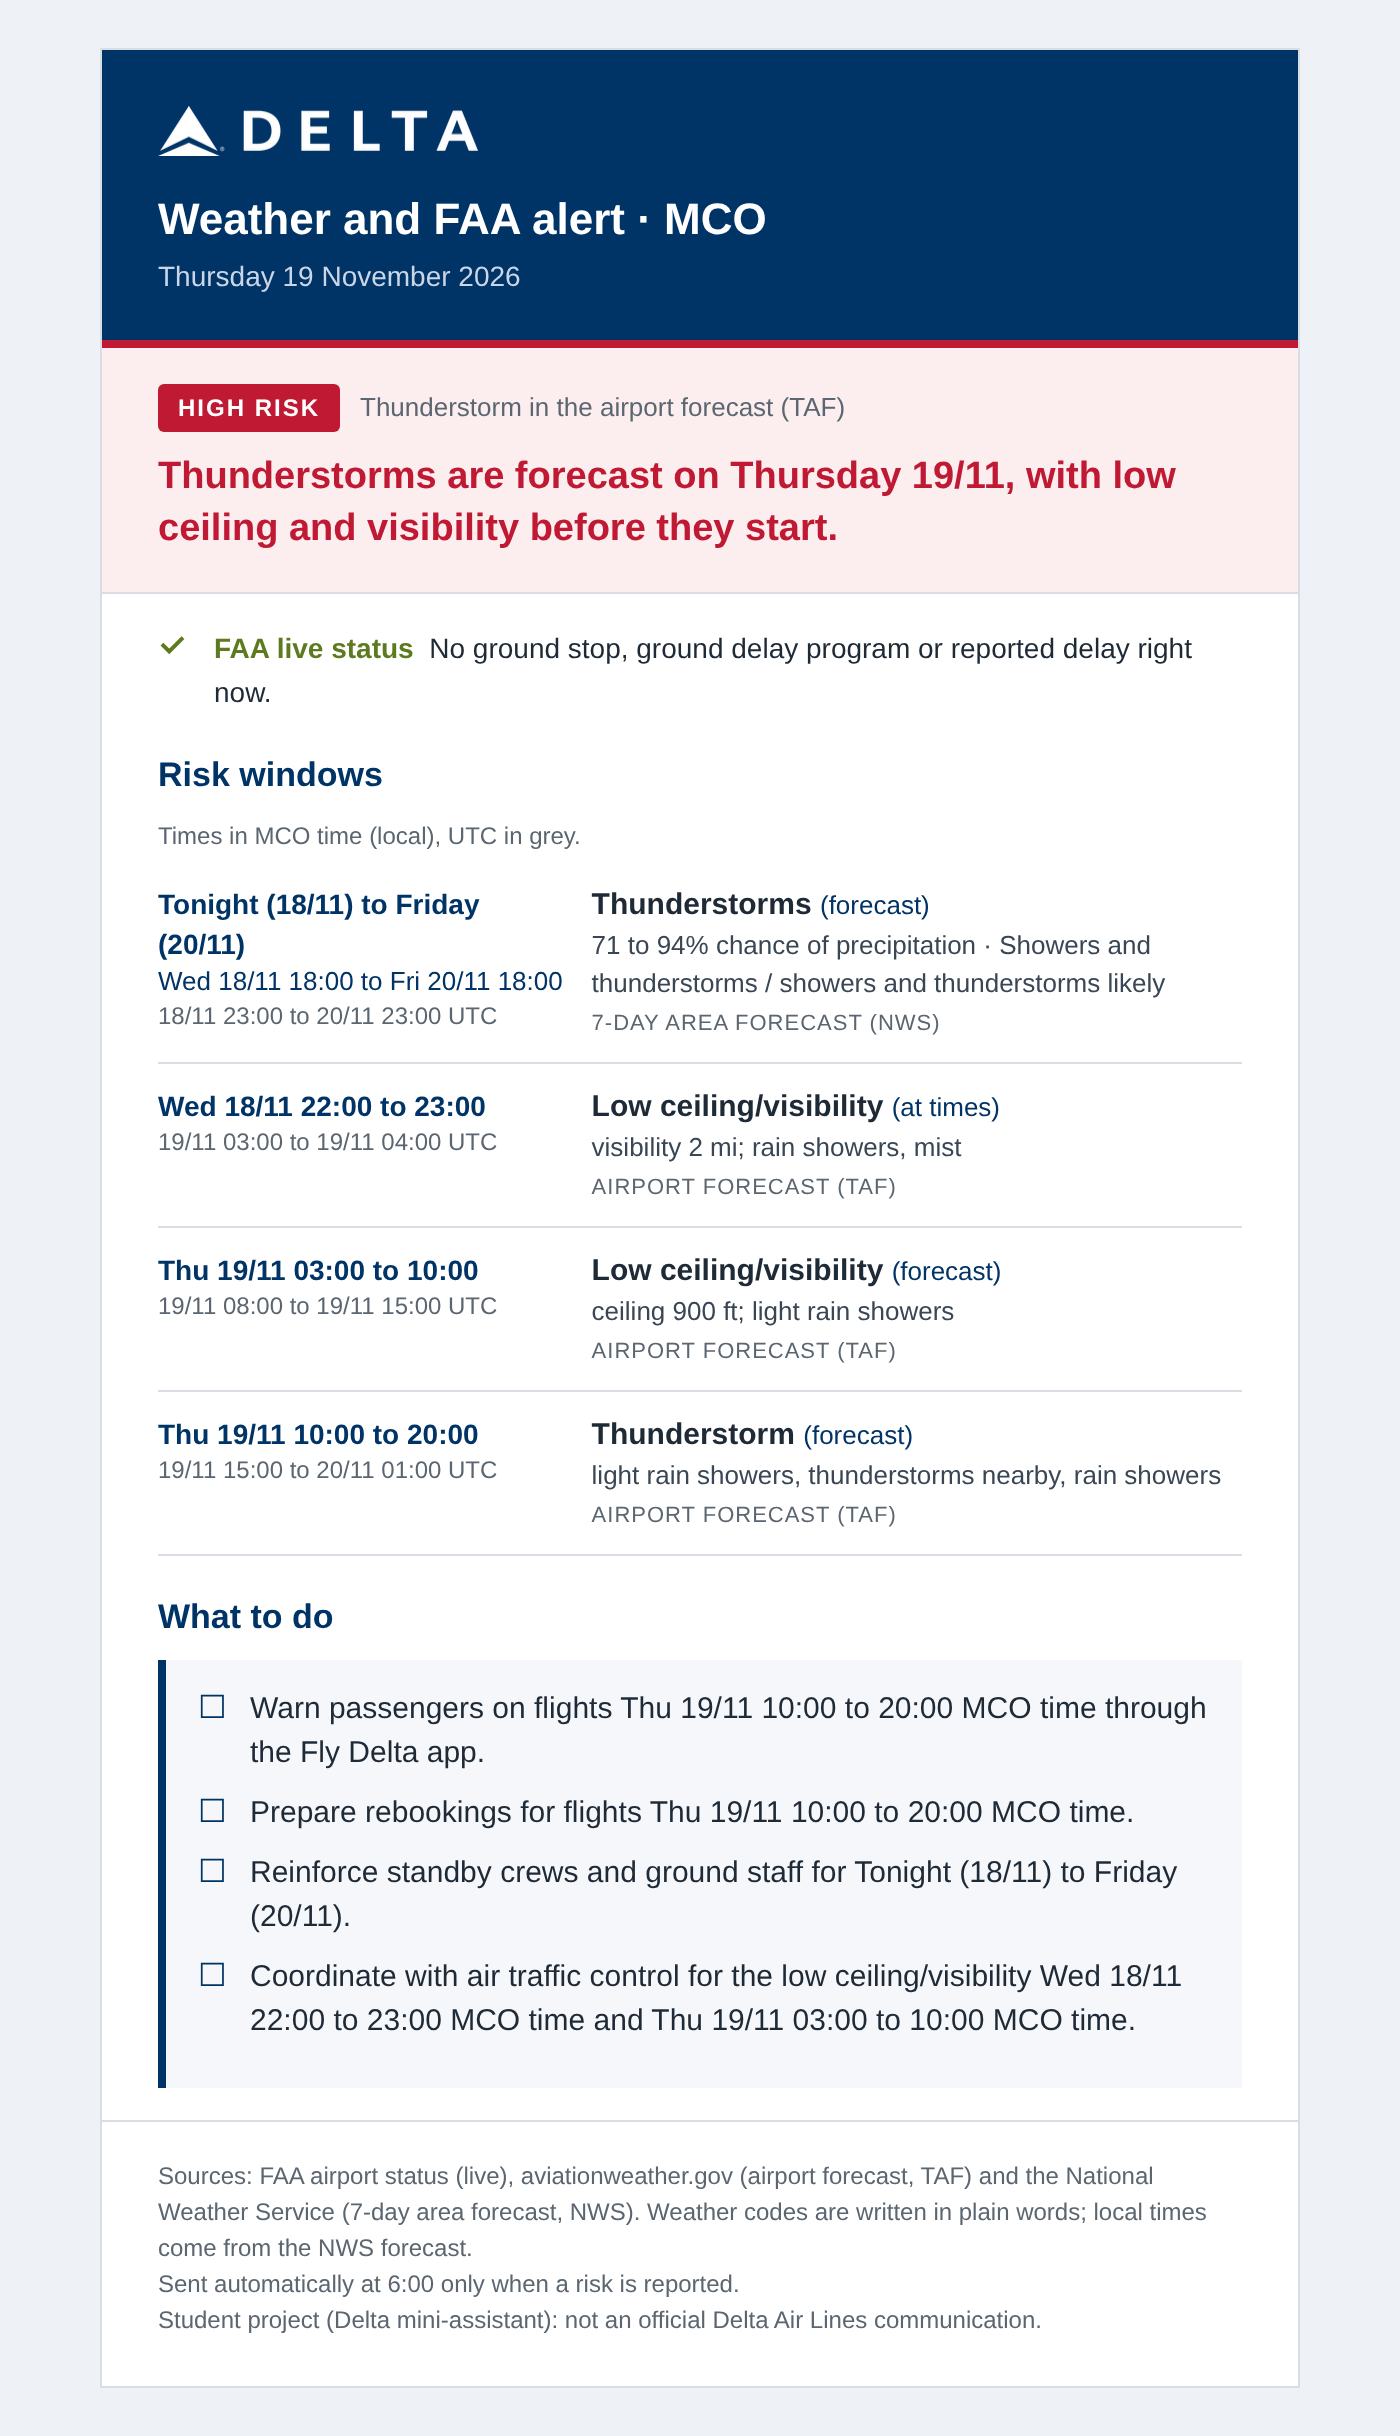 DELTA
Weather and FAA alert · MCO
Thursday 19 November 2026
HIGH RISK Thunderstorm in the airport forecast (TAF)
Thunderstorms are forecast on Thursday 19/11, with low
ceiling and visibility before they start.
FAA live status No ground stop, ground delay program or reported delay right
now.
Risk windows
Times in MCO time (local), UTC in grey.
Tonight (18/11) to Friday
(20/11)
Wed 18/11 18:00 to Fri 20/11 18:00
18/11 23:00 to 20/11 23:00 UTC
Thunderstorms (forecast)
71 to 94% chance of precipitation · Showers and
thunderstorms / showers and thunderstorms likely
7-DAY AREA FORECAST (NWS)
Wed 18/11 22:00 to 23:00
19/11 03:00 to 19/11 04:00 UTC
Low ceiling/visibility (at times)
visibility 2 mi; rain showers, mist
AIRPORT FORECAST (TAF)
Thu 19/11 03:00 to 10:00
19/11 08:00 to 19/11 15:00 UTC
Low ceiling/visibility (forecast)
ceiling 900 ft; light rain showers
AIRPORT FORECAST (TAF)
Thu 19/11 10:00 to 20:00
19/11 15:00 to 20/11 01:00 UTC
Thunderstorm (forecast)
light rain showers, thunderstorms nearby, rain showers
AIRPORT FORECAST (TAF)
What to do
☐ Warn passengers on flights Thu 19/11 10:00 to 20:00 MCO time through
the Fly Delta app.
☐ Prepare rebookings for flights Thu 19/11 10:00 to 20:00 MCO time.
☐ Reinforce standby crews and ground staff for Tonight (18/11) to Friday
(20/11).
☐ Coordinate with air traffic control for the low ceiling/visibility Wed 18/11
22:00 to 23:00 MCO time and Thu 19/11 03:00 to 10:00 MCO time.
Sources: FAA airport status (live), aviationweather.gov (airport forecast, TAF) and the National
Weather Service (7-day area forecast, NWS). Weather codes are written in plain words; local times
come from the NWS forecast.
Sent automatically at 6:00 only when a risk is reported.
Student project (Delta mini-assistant): not an official Delta Air Lines communication.